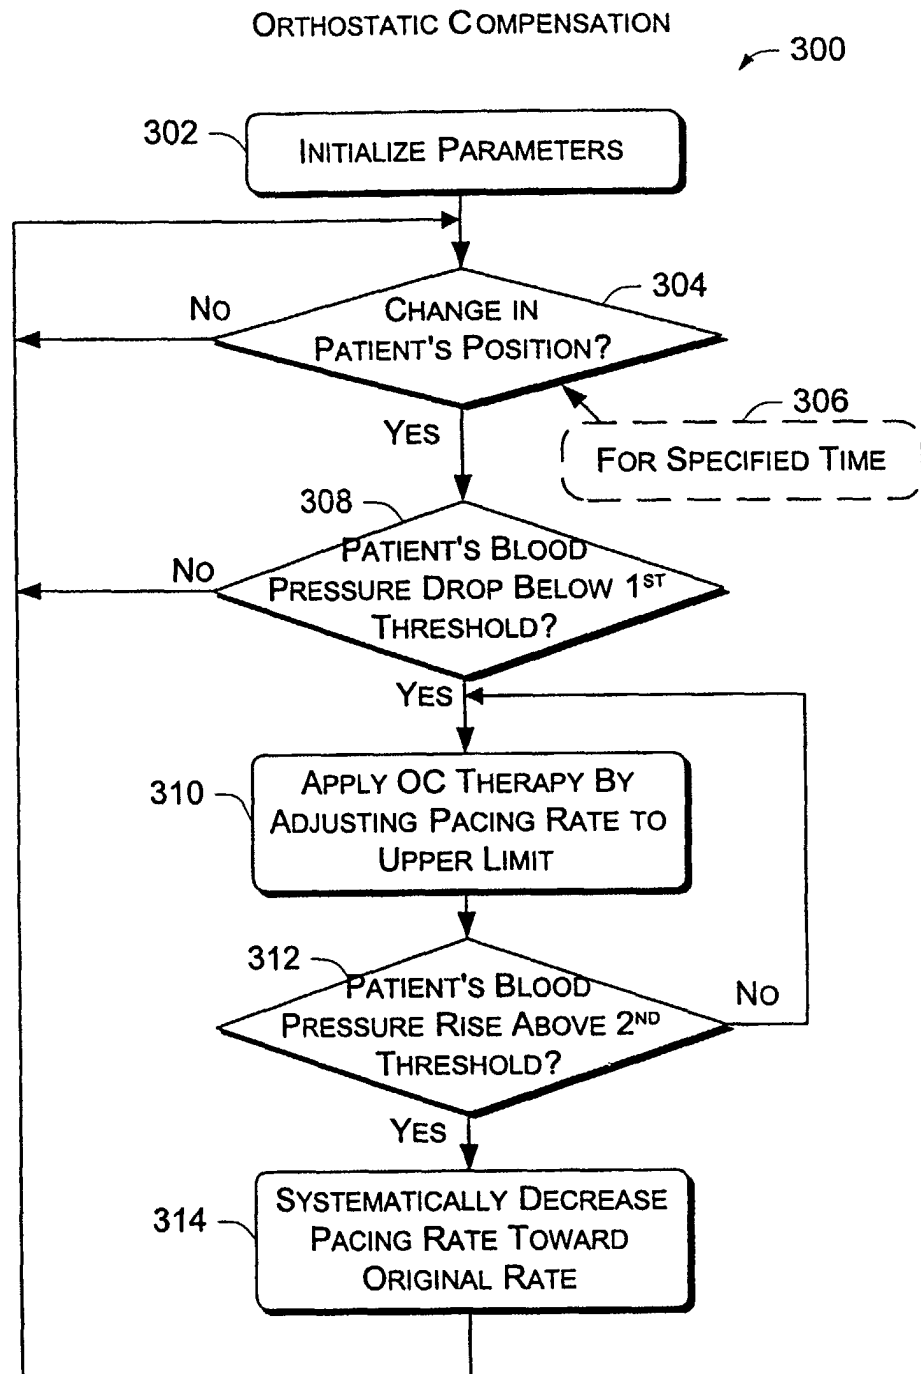 ORTHOSTATIC COMPENSATION
300
302
INITIALIZE PARAMETERS
304
NO
CHANGE IN
PATIENT'S POSITION?
306
YES
FOR SPECIFIED TIME
308
NO
PATIENT'S BLOOD
PRESSURE DROP BELOW 1ST
THRESHOLD?
YES
310
APPLY OC THERAPY BY
ADJUSTING PACING RATE TO
UPPER LIMIT
312
PATIENT'S BLOOD
PRESSURE RISE ABOVE 2ND
THRESHOLD?
NO
YES
314
SYSTEMATICALLY DECREASE
PACING RATE TOWARD
ORIGINAL RATE